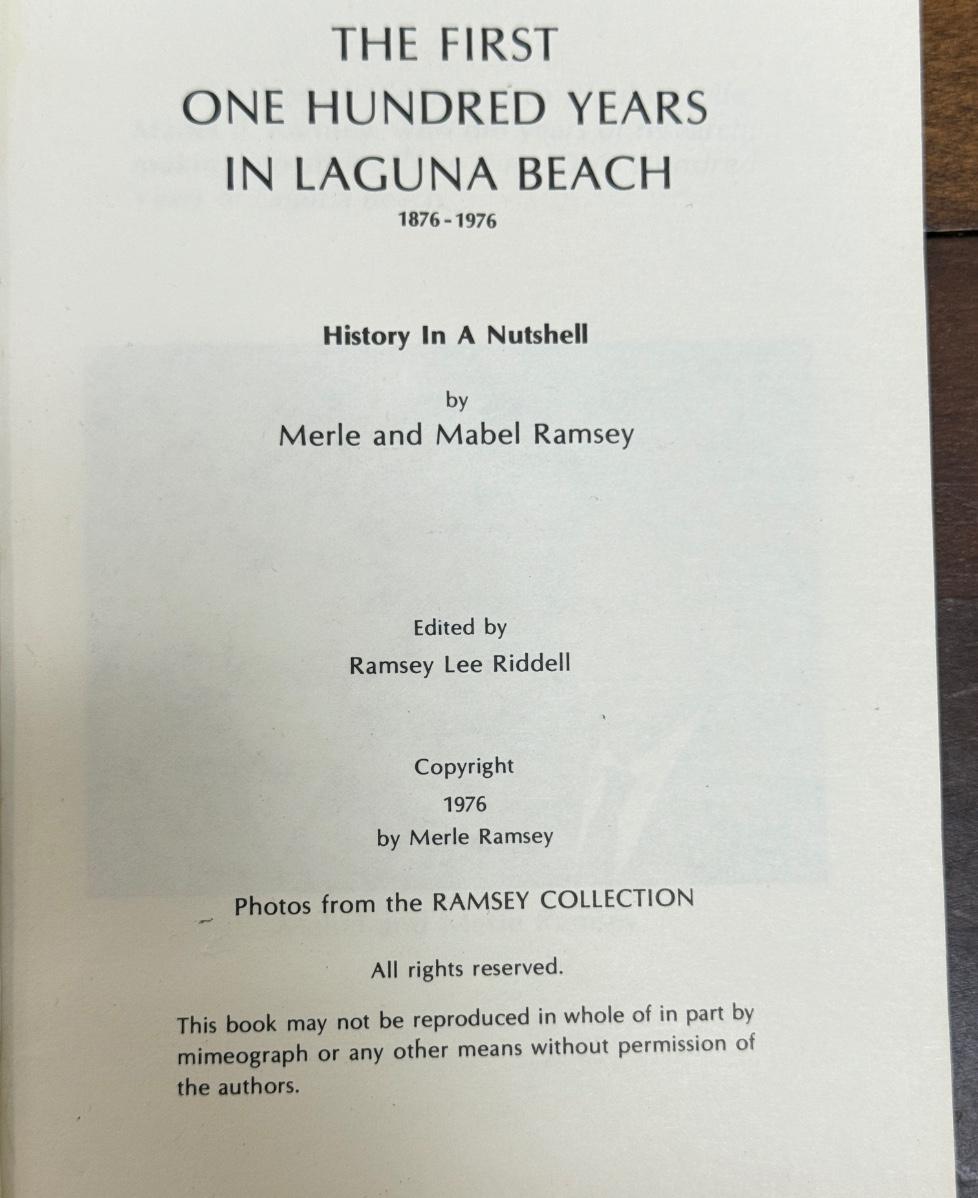 THE FIRST
ONE HUNDRED YEARS
IN LAGUNA BEACH
1876-1976
History In A Nutshell
by
Merle and Mabel Ramsey
Edited by
Ramsey Lee Riddell
Copyright
1976
by Merle Ramsey
Photos from the RAMSEY COLLECTION
All rights reserved.
This book may not be reproduced in whole of in part by
mimeograph or any other means without permission of
the authors.